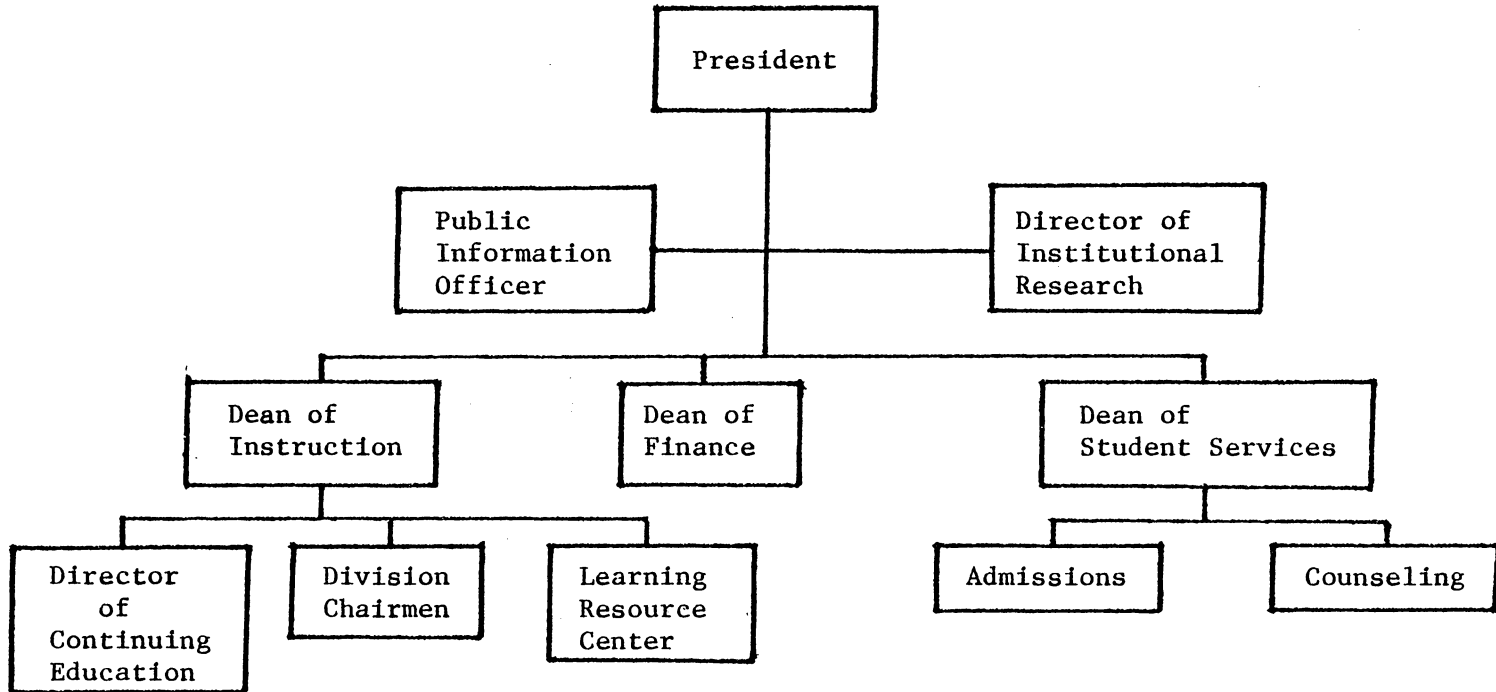 President
Public
Information
Officer
Director of
Institutional
Research
Dean of
Instruction
Dean of
Finance
Dean of
Student Services
Director
of
Continuing
Education
Division
Chairmen
Learning
Resource
Center
Admissions
Counseling